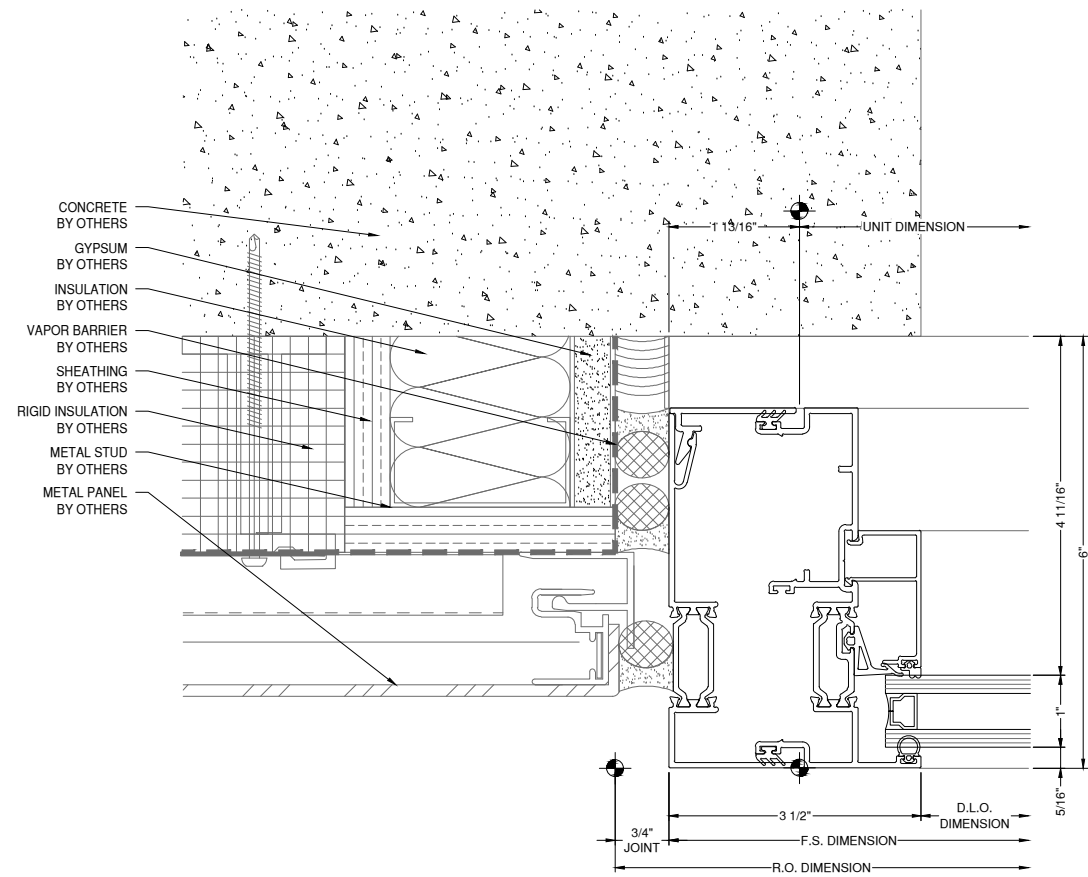 CONCRETE
BY OTHERS
GYPSUM
BY OTHERS
INSULATION
BY OTHERS
VAPOR BARRIER
BY OTHERS
SHEATHING
BY OTHERS
RIGID INSULATION
BY OTHERS
METAL STUD
BY OTHERS
METAL PANEL
BY OTHERS
1 13/16"
UNIT DIMENSION
4 11/16"
6"
1"
5/16"
3 1/2"
D.L.O.
DIMENSION
3/4"
JOINT
F.S. DIMENSION
R.O. DIMENSION